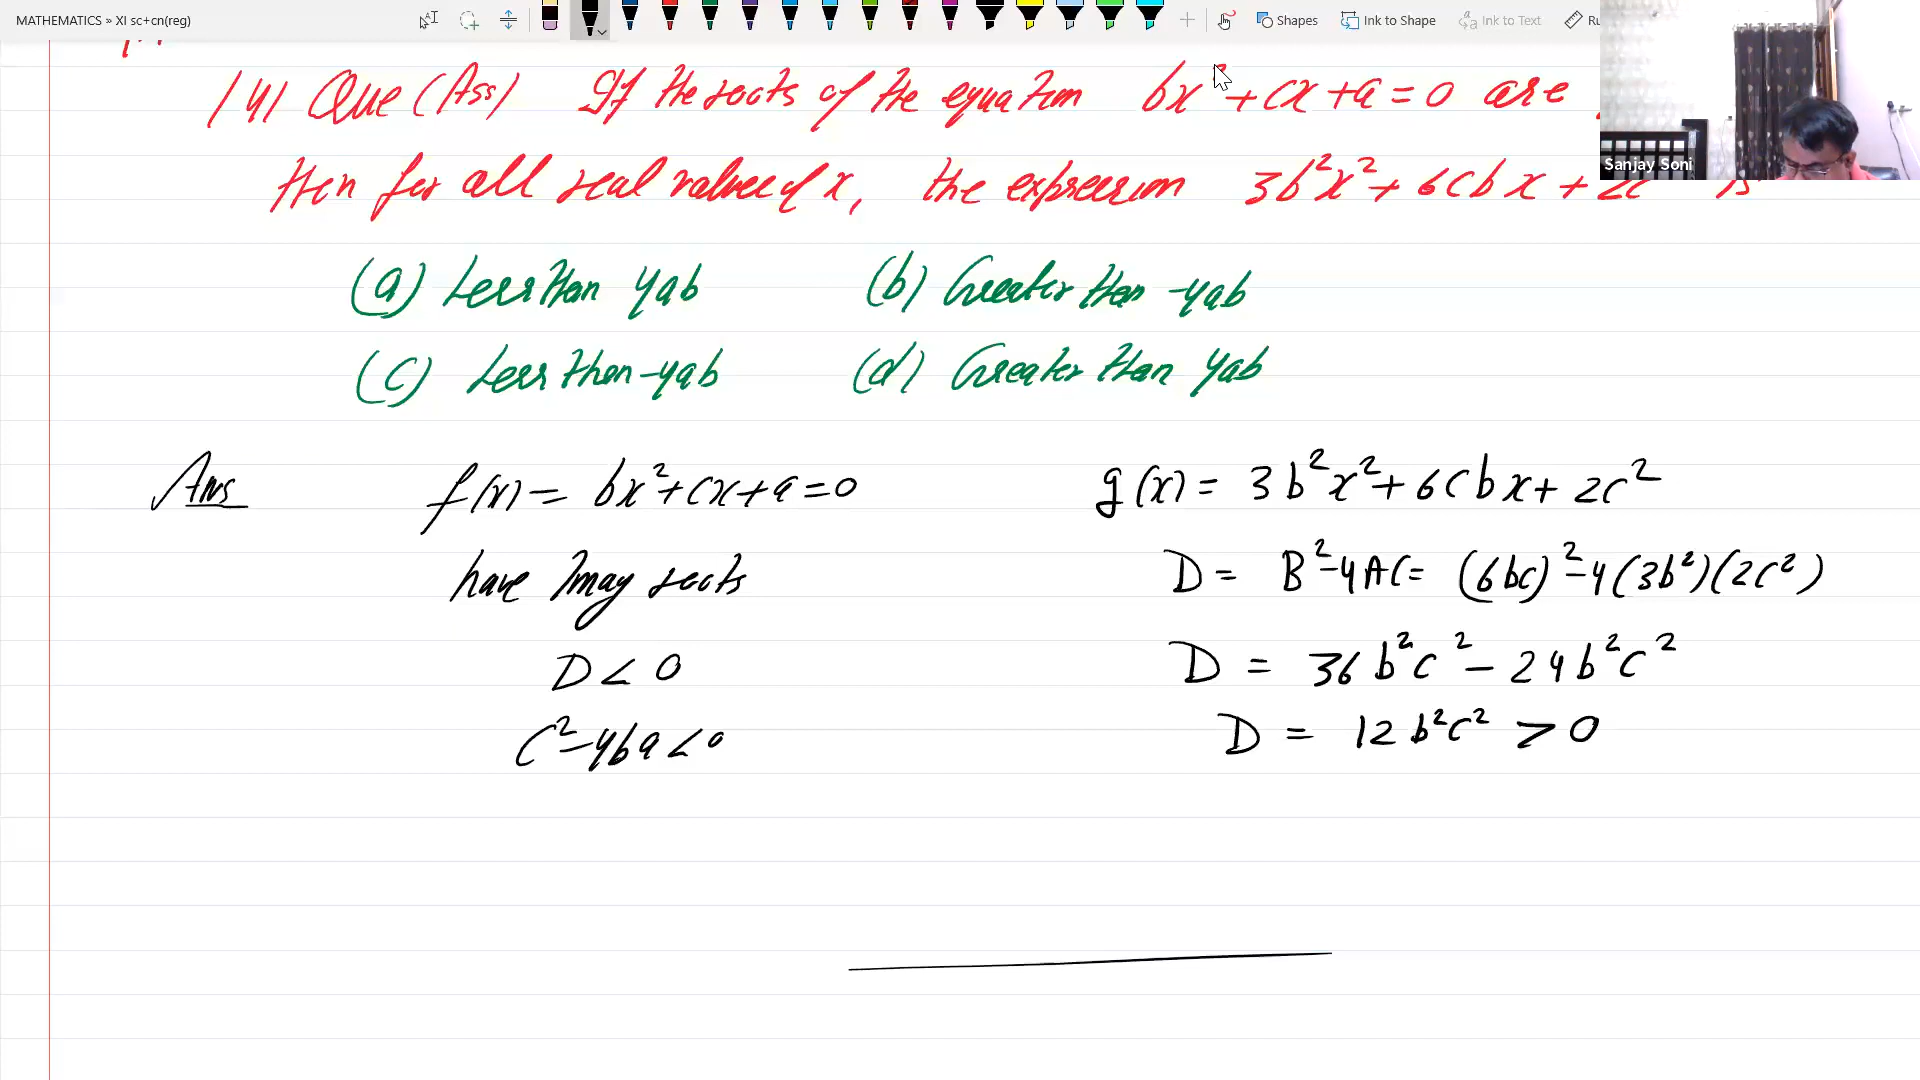 MATHEMATICS » XI sc+cn(reg)
Shapes
Ink to Shape
Ink to Text
Ru
Sanjay Soni
14) Que (Ass) If the roots of the equation bx²+cx+a=0 are
then for all real values of x, the expression 3b²x²+6cbx+2c is
(a) Less than 4ab (b) Greater than -4ab
(c) Less than -4ab (d) Greater than 4ab
Ans f(x) = bx²+cx+a=0 g(x) = 3b²x²+6cbx+2c²
have Imag roots D = B²-4AC= (6bc)²-4(3b²)(2c²)
D < 0 D = 36b²c² - 24b²c²
C²-4ba<0 D = 12b²c² > 0